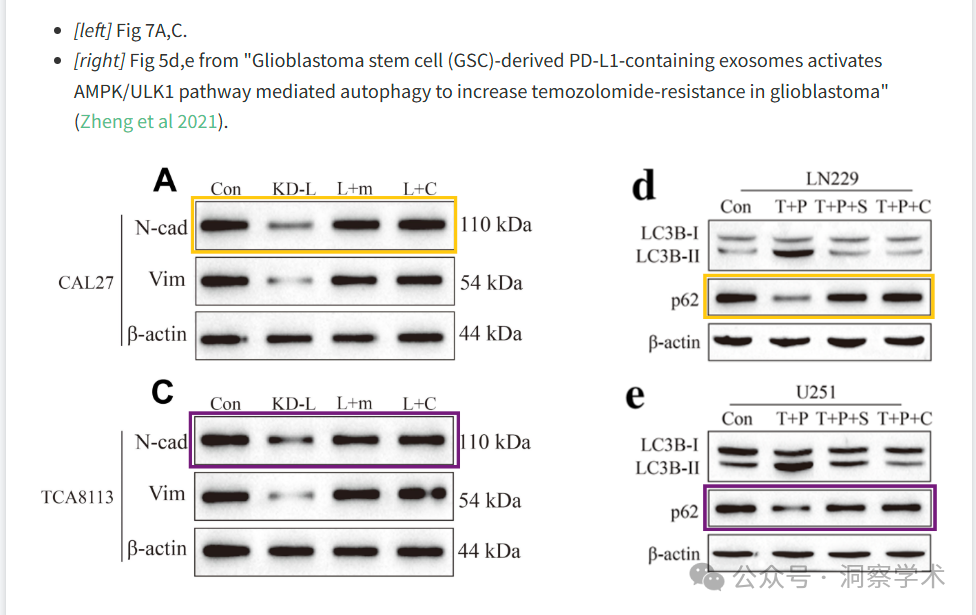 [left] Fig 7A,C.
[right] Fig 5d,e from "Glioblastoma stem cell (GSC)-derived PD-L1-containing exosomes activates
AMPK/ULK1 pathway mediated autophagy to increase temozolomide-resistance in glioblastoma"
(Zheng et al 2021).
A
Con KD-L L+m L+C
CAL27
N-cad 110 kDa
Vim 54 kDa
β-actin 44 kDa
C
Con KD-L L+m L+C
TCA8113
N-cad 110 kDa
Vim 54 kDa
β-actin 44 kDa
d
LN229
Con T+P T+P+S T+P+C
LC3B-I
LC3B-II
p62
β-actin
e
U251
Con T+P T+P+S T+P+C
LC3B-I
LC3B-II
p62
β-actin
公众号 · 洞察学术